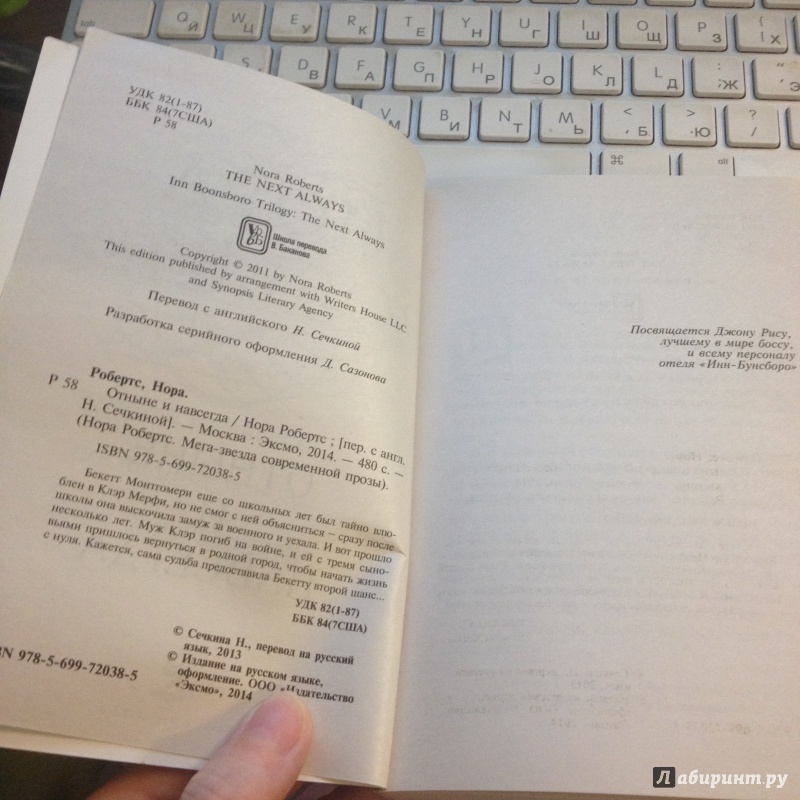 Q Й
W Ц
E У
R К
T Е
Y Н
U Г
I Ш
O Щ
P З
{ [ Х
S
D В
F А
G П
H Р
J О
K Л
L Д
: ; Ж
" ' Э
V М
B И
N Т
M Ь
< , Б
> . Ю
? /
⌘
alt
УДК 82(1-87)
ББК 84(7США)
Р 58
Nora Roberts
THE NEXT ALWAYS
Inn Boonsboro Trilogy: The Next Always
Школа перевода
В. Баканова
Copyright © 2011 by Nora Roberts
This edition published by arrangement with Writers House LLC
and Synopsis Literary Agency
Перевод с английского Н. Сечкиной
Разработка серийного оформления Д. Сазонова
Робертс, Нора.
Р 58 Отныне и навсегда / Нора Робертс ; [пер. с англ.
Н. Сечкиной]. — Москва : Эксмо, 2014. — 480 с. —
(Нора Робертс. Мега-звезда современной прозы).
ISBN 978-5-699-72038-5
Бекетт Монтгомери еще со школьных лет был тайно влю-
блен в Клэр Мерфи, но не смог с ней объясниться – сразу после
школы она выскочила замуж за военного и уехала. И вот прошло
несколько лет. Муж Клэр погиб на войне, и ей с тремя сыно-
вьями пришлось вернуться в родной город, чтобы начать жизнь
с нуля. Кажется, сама судьба предоставила Бекетту второй шанс...
УДК 82(1-87)
ББК 84(7США)
© Сечкина Н., перевод на русский
язык, 2013
© Издание на русском языке,
оформление. ООО «Издательство
«Эксмо», 2014
BN 978-5-699-72038-5
Посвящается Джону Рису,
лучшему в мире боссу,
и всему персоналу
отеля «Инн-Бунсборо»
Лабиринт.ру